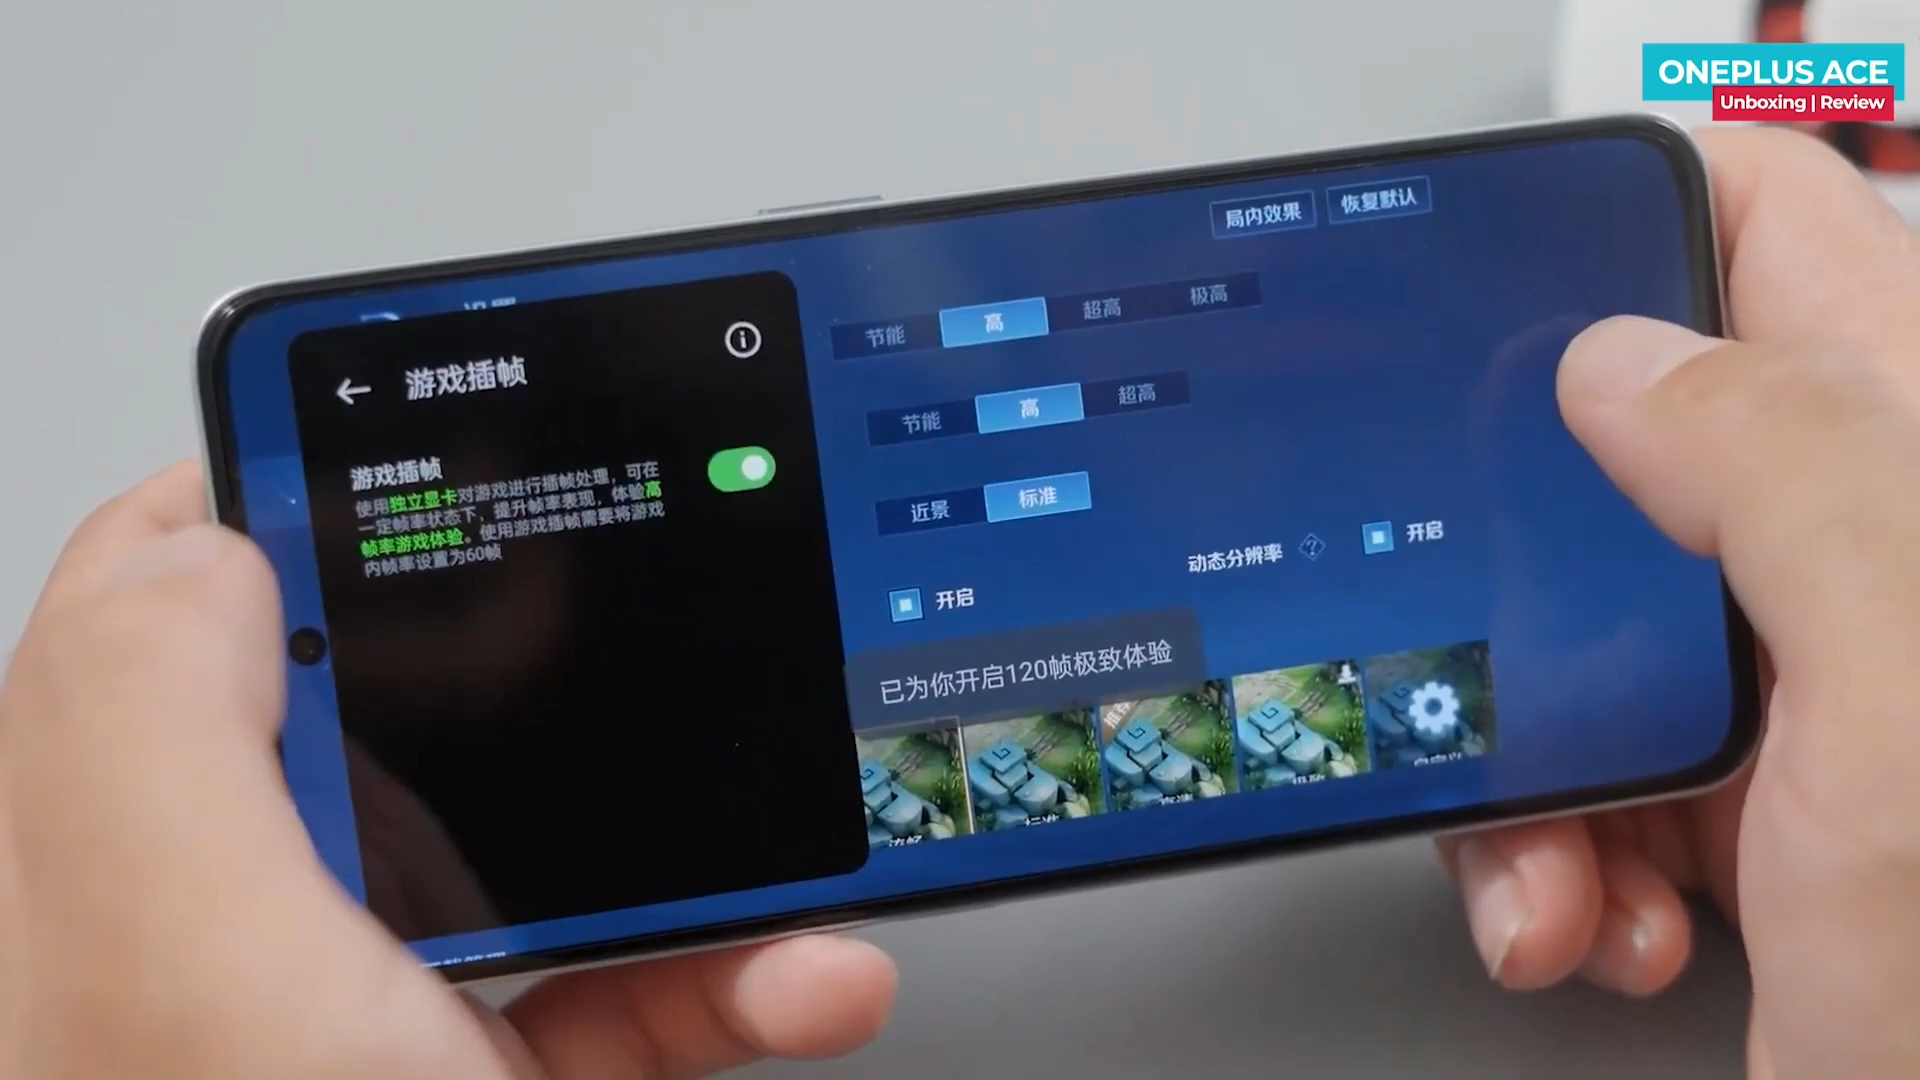 ONEPLUS ACE
Unboxing | Review
局内效果
恢复默认
节能
高
超高
极高
节能
高
超高
近景
标准
动态分辨率
开启
开启
已为你开启120帧极致体验
推荐
标准
游戏插帧
游戏插帧
使用独立显卡对游戏进行插帧处理，可在
一定帧率状态下，提升帧率表现，体验高
帧率游戏体验。使用游戏插帧需要将游戏
内帧率设置为60帧